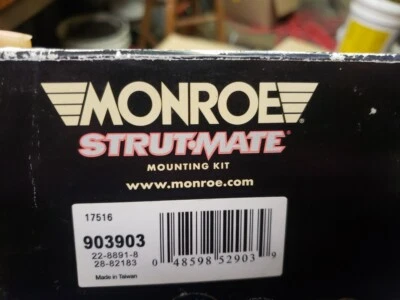 MONROE
STRUT•MATE®
MOUNTING KIT
www.monroe.com
17516
903903
22-8891-8
28-82183
Made in Taiwan
0 48598 52903 9